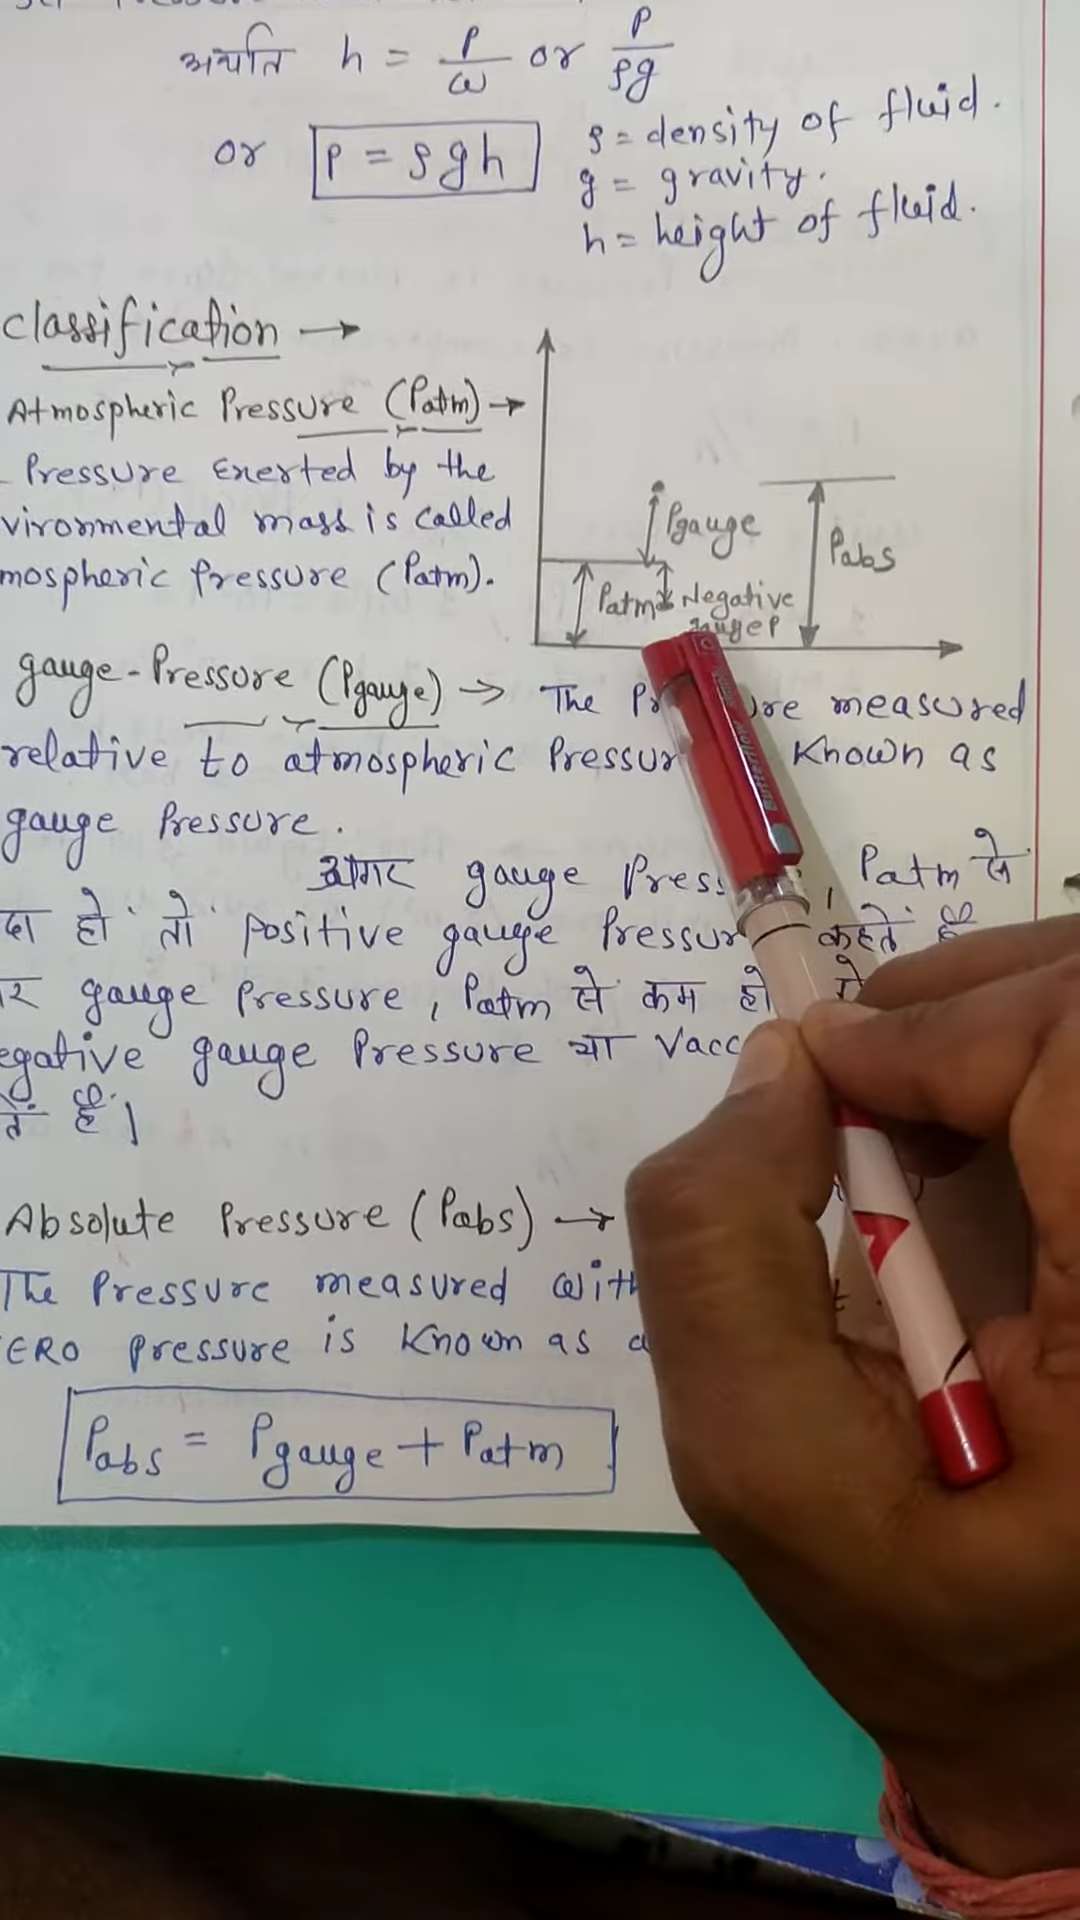 अर्थात h = P/ω or P/ρg
or P = ρgh
ρ = density of fluid.
g = gravity.
h = height of fluid.
Classification →
Atmospheric Pressure (Patm) →
Pressure Exerted by the
vironmental mass is called
mospheric Pressure (Patm).
Pgauge
Pabs
Patm
Negative
gauge P
gauge-Pressure (Pgauge) → The measured
relative to atmospheric Pressur Known as
gauge Pressure.
अगर gauge Press , Patm से
दा हो तो positive gauge Pressur कहते है
र gauge Pressure, Patm से कम हो
egative gauge Pressure या Vacc
ते हैं।
Absolute Pressure (Pabs) →
The Pressure measured with
ERO pressure is Known as a
Pabs = Pgauge + Patm